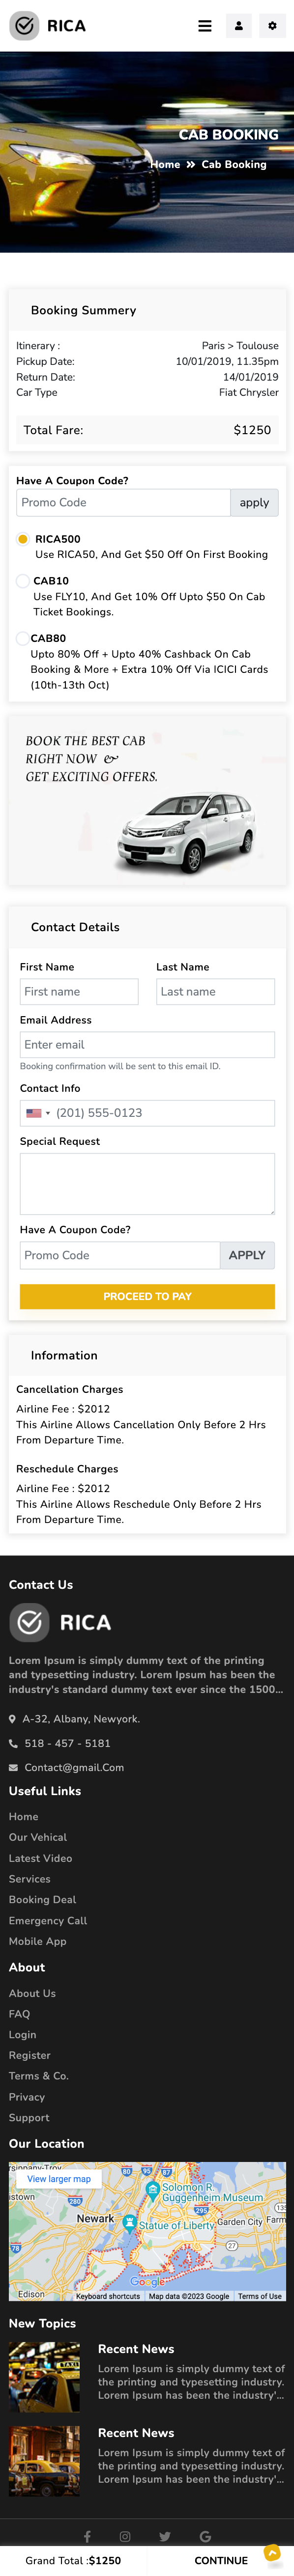 RICA
CAB BOOKING
Home » Cab Booking
Booking Summery
Itinerary : Paris > Toulouse
Pickup Date: 10/01/2019, 11.35pm
Return Date: 14/01/2019
Car Type Fiat Chrysler
Total Fare: $1250
Have A Coupon Code?
Promo Code apply
RICA500
Use RICA50, And Get $50 Off On First Booking
CAB10
Use FLY10, And Get 10% Off Upto $50 On Cab
Ticket Bookings.
CAB80
Upto 80% Off + Upto 40% Cashback On Cab
Booking & More + Extra 10% Off Via ICICI Cards
(10th-13th Oct)
BOOK THE BEST CAB
RIGHT NOW &
GET EXCITING OFFERS.
Contact Details
First Name Last Name
First name Last name
Email Address
Enter email
Booking confirmation will be sent to this email ID.
Contact Info
(201) 555-0123
Special Request
Have A Coupon Code?
Promo Code APPLY
PROCEED TO PAY
Information
Cancellation Charges
Airline Fee : $2012
This Airline Allows Cancellation Only Before 2 Hrs
From Departure Time.
Reschedule Charges
Airline Fee : $2012
This Airline Allows Reschedule Only Before 2 Hrs
From Departure Time.
Contact Us
RICA
Lorem Ipsum is simply dummy text of the printing
and typesetting industry. Lorem Ipsum has been the
industry's standard dummy text ever since the 1500...
A-32, Albany, Newyork.
518 - 457 - 5181
Contact@gmail.Com
Useful Links
Home
Our Vehical
Latest Video
Services
Booking Deal
Emergency Call
Mobile App
About
About Us
FAQ
Login
Register
Terms & Co.
Privacy
Support
Our Location
View larger map
80 95
Solomon R.
Guggenheim Museum
280 295
Newark
Statue of Liberty
Garden City
78
27
Edison
Google
Keyboard shortcuts Map data ©2023 Google Terms of Use
New Topics
TAXI
Recent News
Lorem Ipsum is simply dummy text of
the printing and typesetting industry.
Lorem Ipsum has been the industry'...
Recent News
Lorem Ipsum is simply dummy text of
the printing and typesetting industry.
Lorem Ipsum has been the industry'...
Grand Total :$1250 CONTINUE